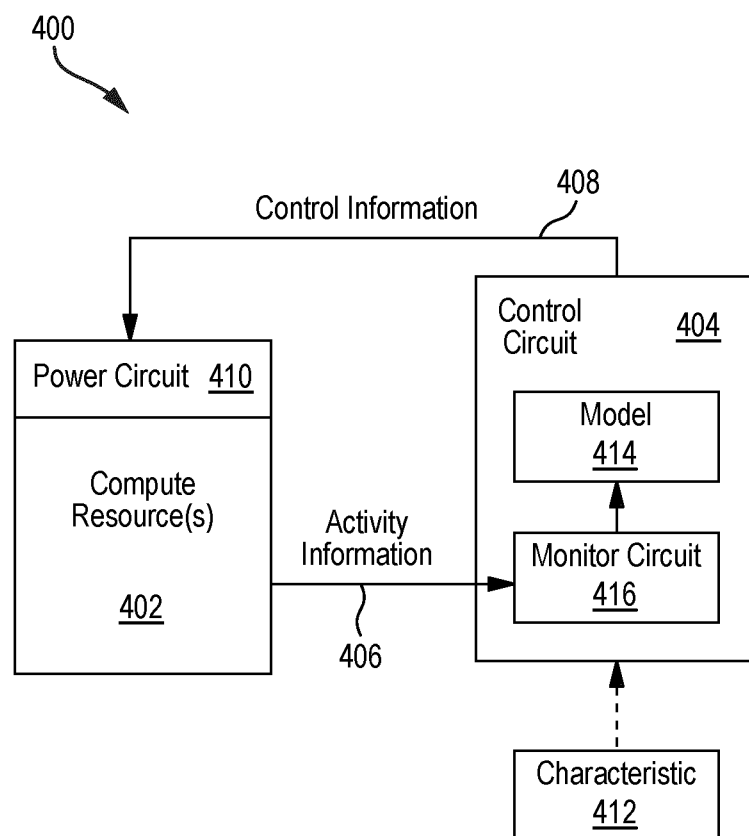 400
408
Control Information
Control
Circuit
404
Power Circuit 410
Model
414
Compute
Resource(s)
402
Activity
Information
Monitor Circuit
416
406
Characteristic
412